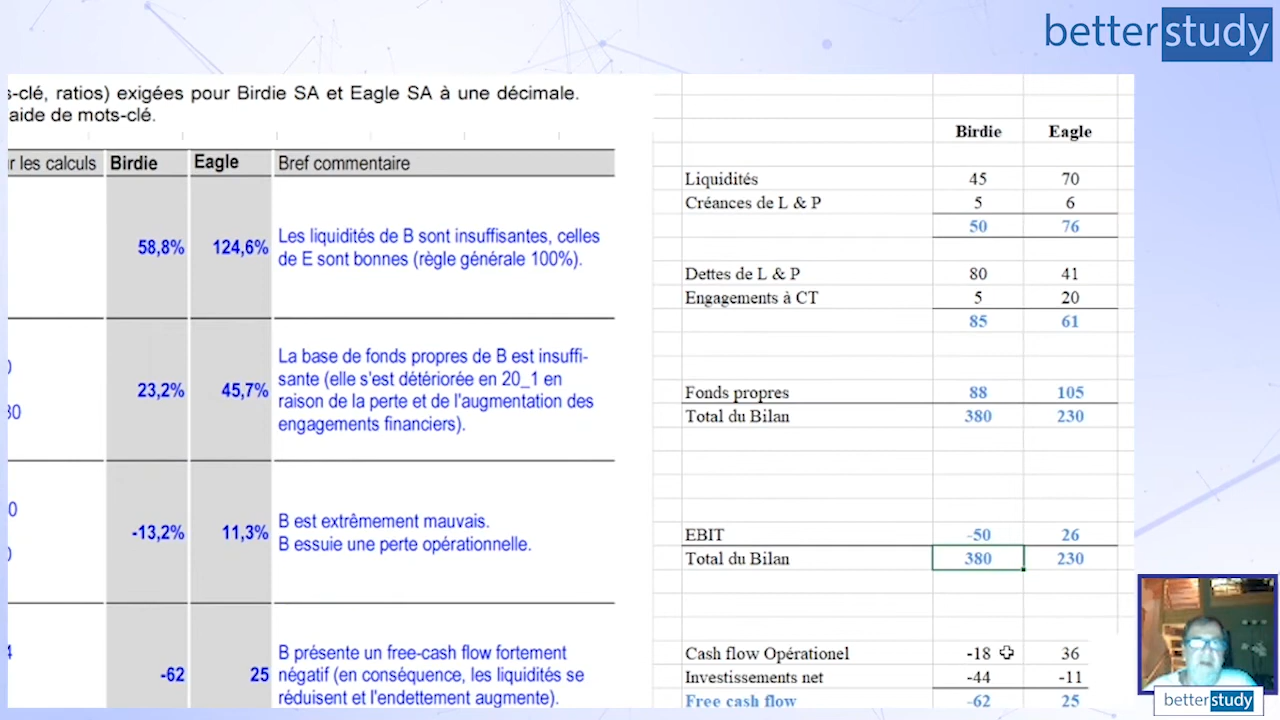 betterstudy
s-clé, ratios) exigées pour Birdie SA et Eagle SA à une décimale.
aide de mots-clé.
r les calculs Birdie Eagle Bref commentaire
58,8% 124,6% Les liquidités de B sont insuffisantes, celles
de E sont bonnes (règle générale 100%).
23,2% 45,7% La base de fonds propres de B est insuffi-
sante (elle s'est détériorée en 20_1 en
raison de la perte et de l'augmentation des
engagements financiers).
80
0
-13,2% 11,3% B est extrêmement mauvais.
B essuie une perte opérationnelle.
-62 25 B présente un free-cash flow fortement
négatif (en conséquence, les liquidités se
réduisent et l'endettement augmente).
Birdie Eagle
Liquidités 45 70
Créances de L & P 5 6
50 76
Dettes de L & P 80 41
Engagements à CT 5 20
85 61
Fonds propres 88 105
Total du Bilan 380 230
EBIT -50 26
Total du Bilan 380 230
Cash flow Opérationel -18 36
Investissements net -44 -11
Free cash flow -62 25
betterstudy